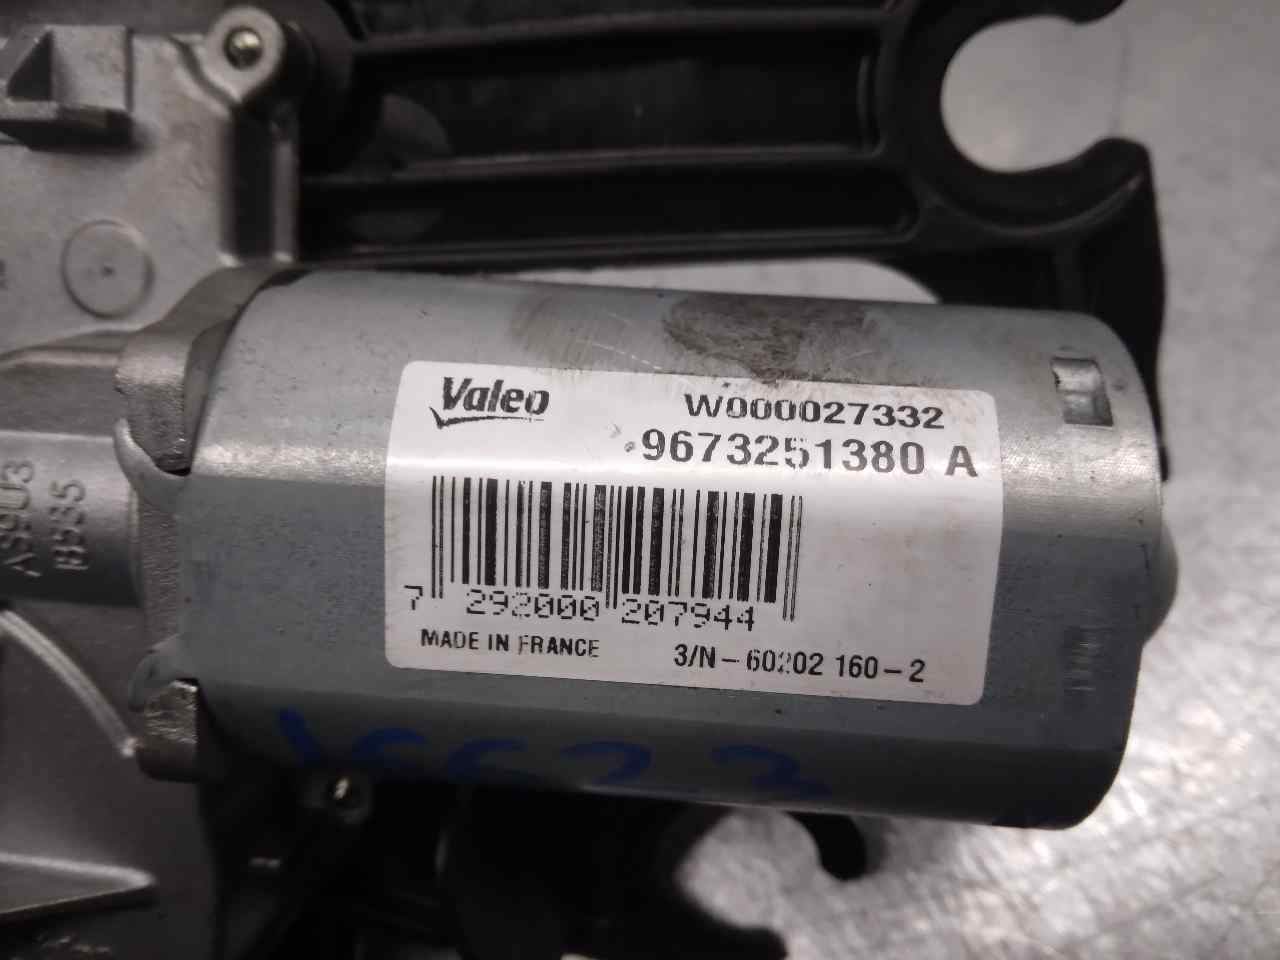 Valeo
W000027332
9673251380 A
7 292000 207944
MADE IN FRANCE
3/N-60202 160-2